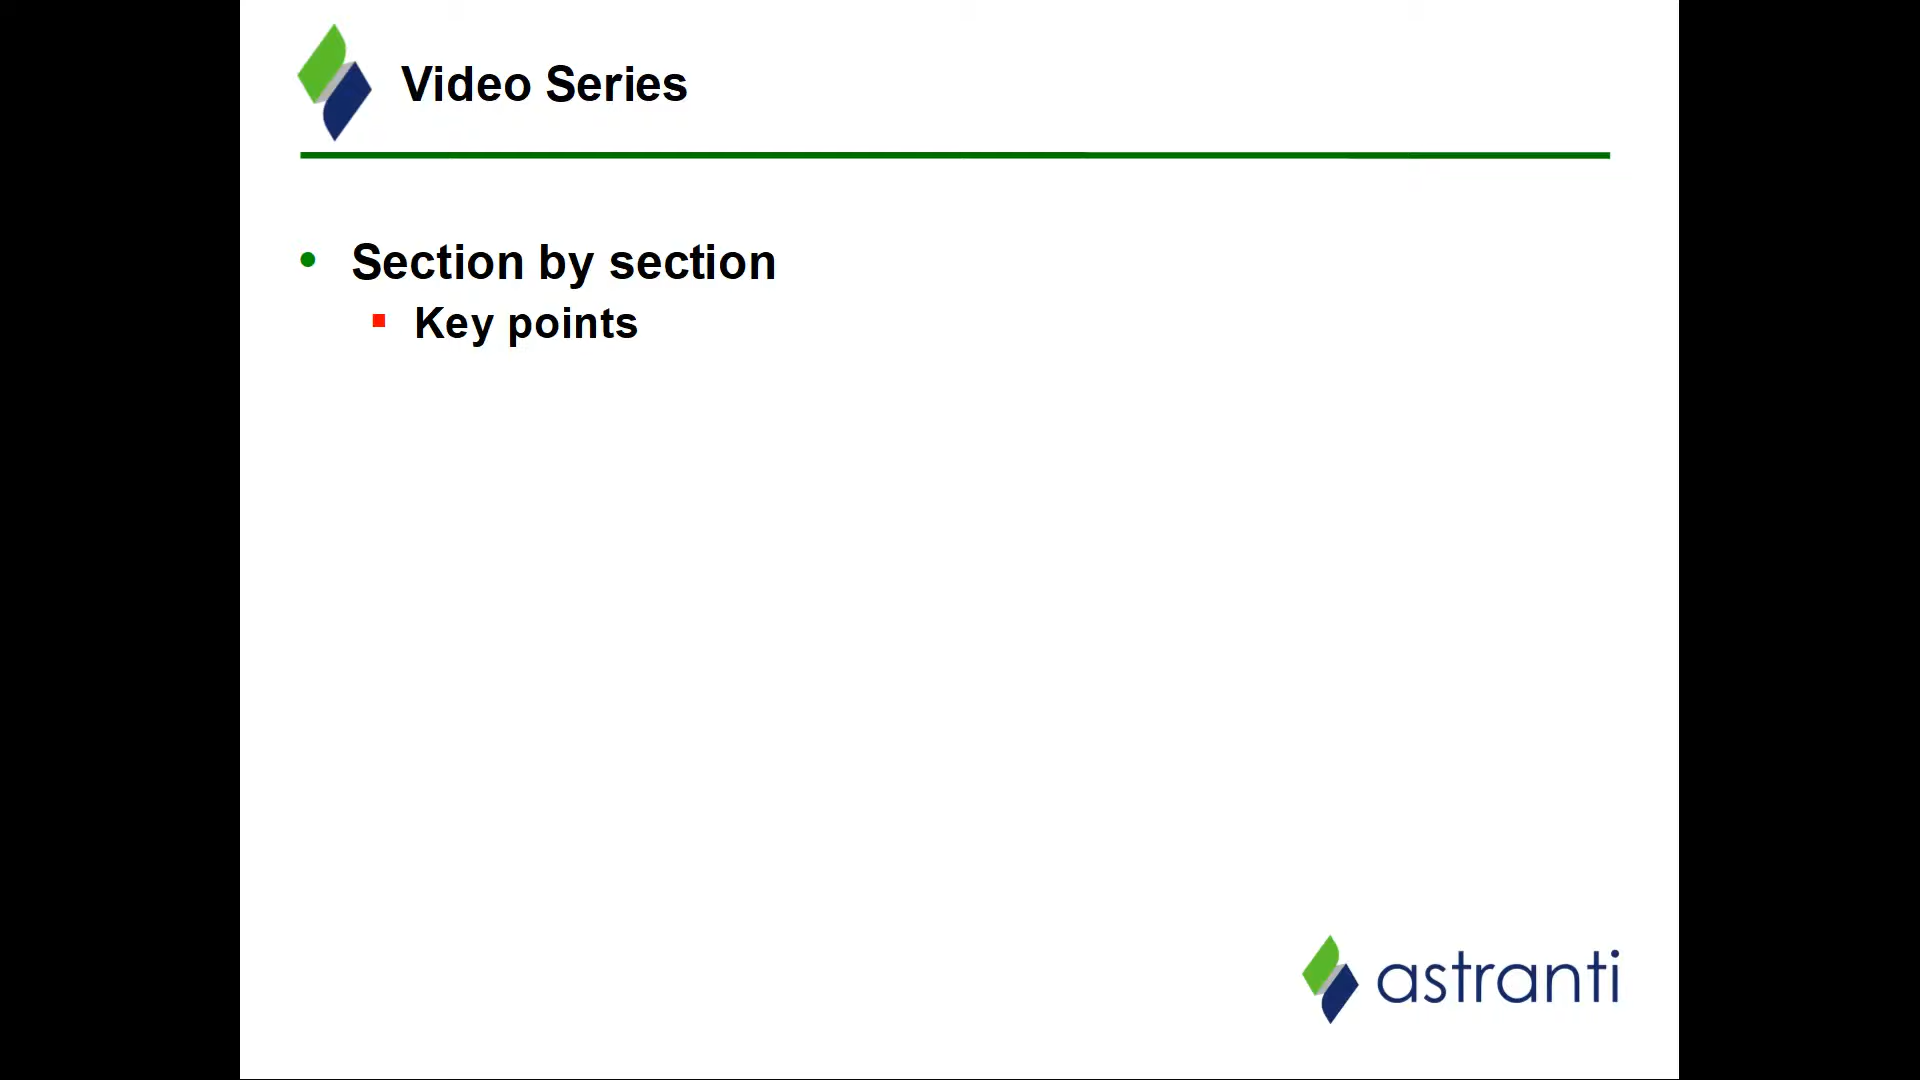 Video Series
• Section by section
▪ Key points
astranti